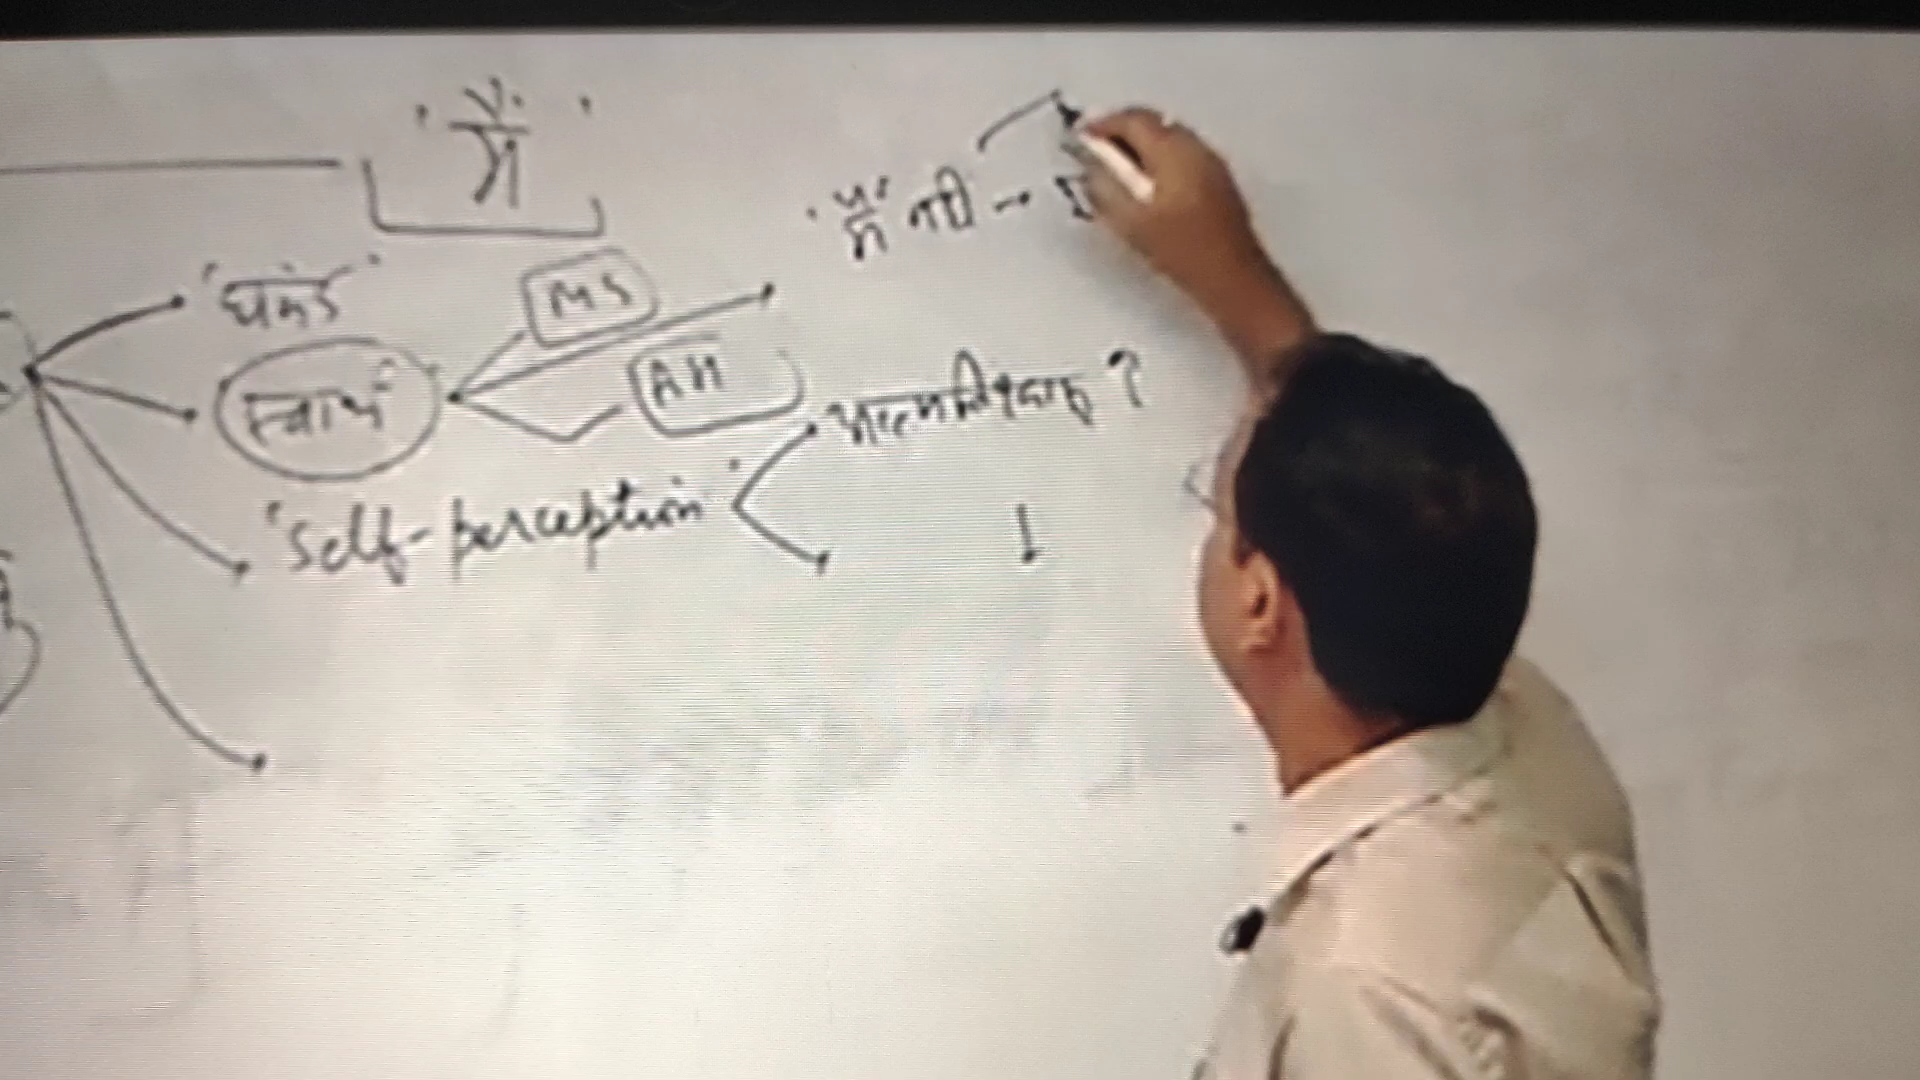 'मैं'
'मैं' नहीं →
'घमंड'
MS
स्वार्थ
AH
आत्मविश्वास ?
'Self-perception'